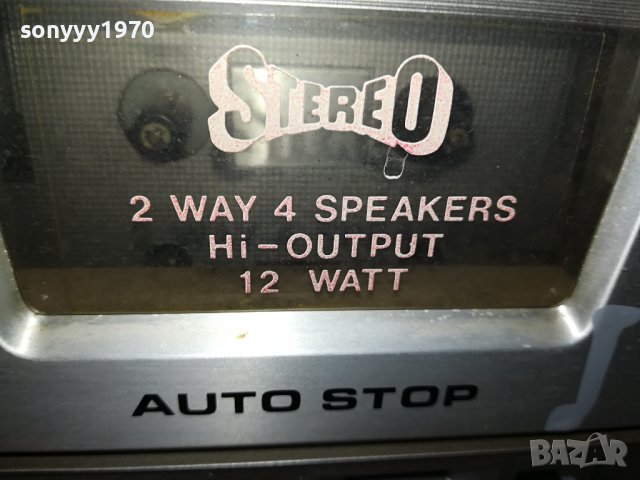 sonyyy1970
STEREO
2 WAY 4 SPEAKERS
Hi-OUTPUT
12 WATT
AUTO STOP
BAZAR